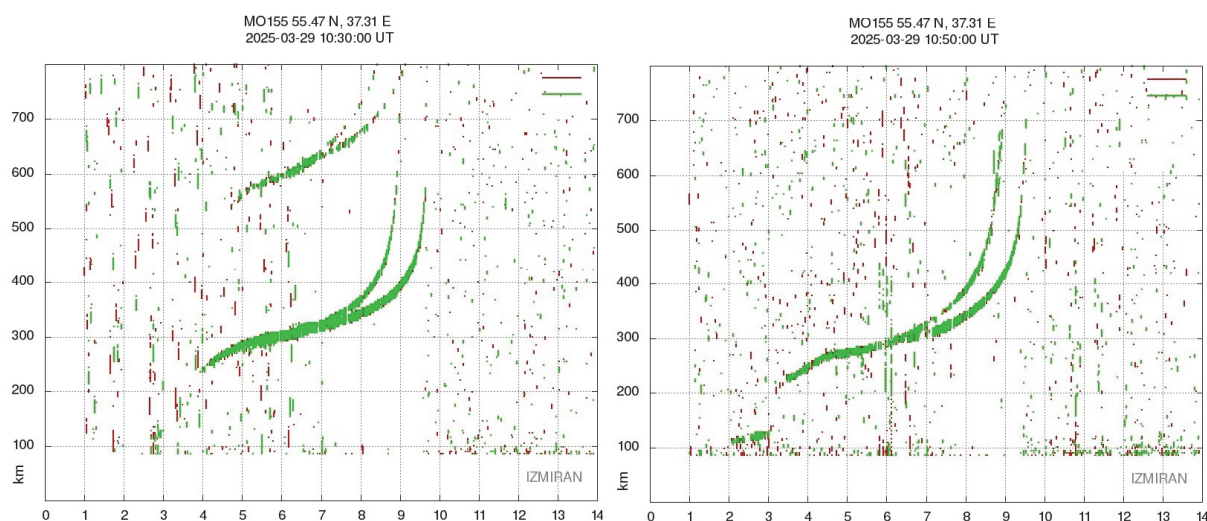 MO155 55.47 N, 37.31 E
2025-03-29 10:30:00 UT
700
600
500
400
300
200
100
km
IZMIRAN
0 1 2 3 4 5 6 7 8 9 10 11 12 13 14
MO155 55.47 N, 37.31 E
2025-03-29 10:50:00 UT
700
600
500
400
300
200
100
km
IZMIRAN
0 1 2 3 4 5 6 7 8 9 10 11 12 13 14